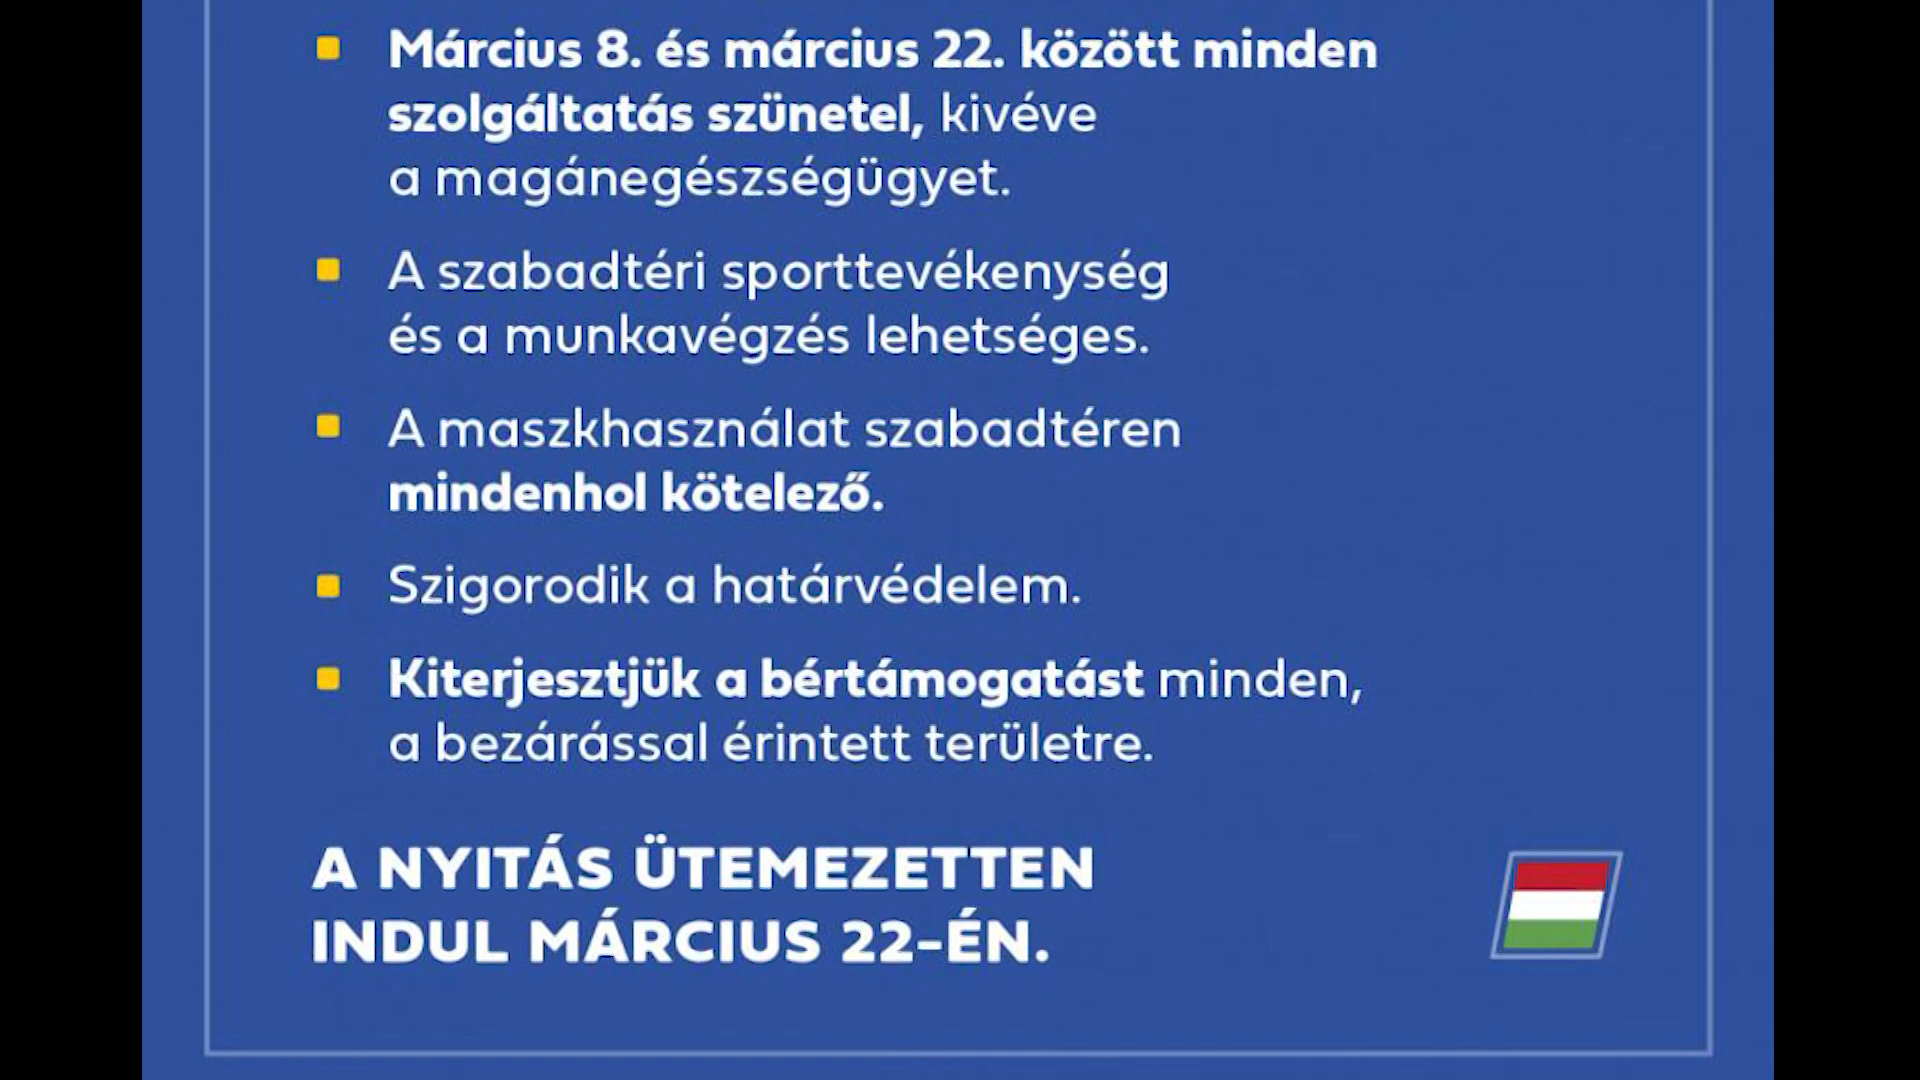 Március 8. és március 22. között minden
szolgáltatás szünetel, kivéve
a magánegészségügyet.
A szabadtéri sporttevékenység
és a munkavégzés lehetséges.
A maszkhasználat szabadtéren
mindenhol kötelező.
Szigorodik a határvédelem.
Kiterjesztjük a bértámogatást minden,
a bezárással érintett területre.
A NYITÁS ÜTEMEZETTEN
INDUL MÁRCIUS 22-ÉN.